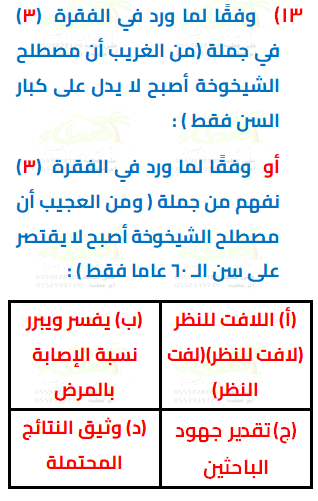 ١٣) وفقًا لما ورد في الفقرة (٣)
في جملة (من الغريب أن مصطلح
الشيخوخة أصبح لا يدل على كبار
السن فقط ) :
أو وفقًا لما ورد في الفقرة (٣)
نفهم من جملة ( ومن العجيب أن
مصطلح الشيخوخة أصبح لا يقتصر
على سن الـ ٦٠ عاما فقط ) :
(أ) اللافت للنظر
(لافت للنظر)(لفت
النظر)
(ب) يفسر ويبرر
نسبة الإصابة
بالمرض
(ج) تقدير جهود
الباحثين
(د) وثيق النتائج
المحتملة